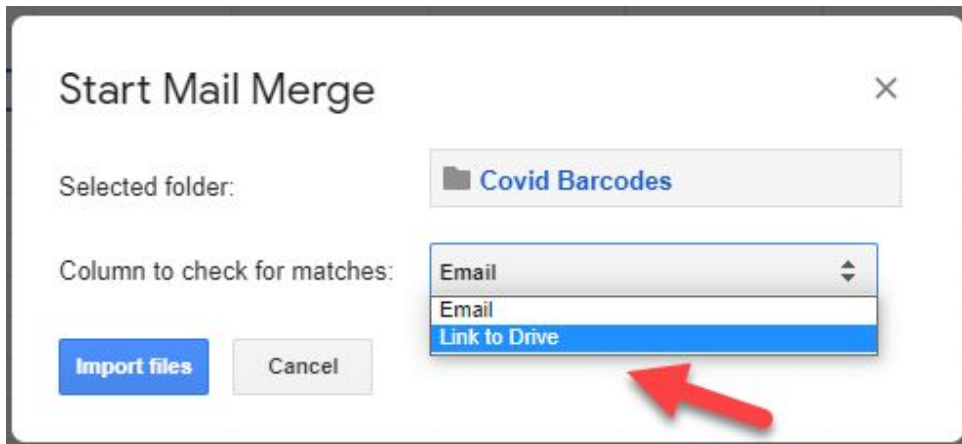 Start Mail Merge
Selected folder: Covid Barcodes
Column to check for matches: Email
Email
Link to Drive
Import files Cancel